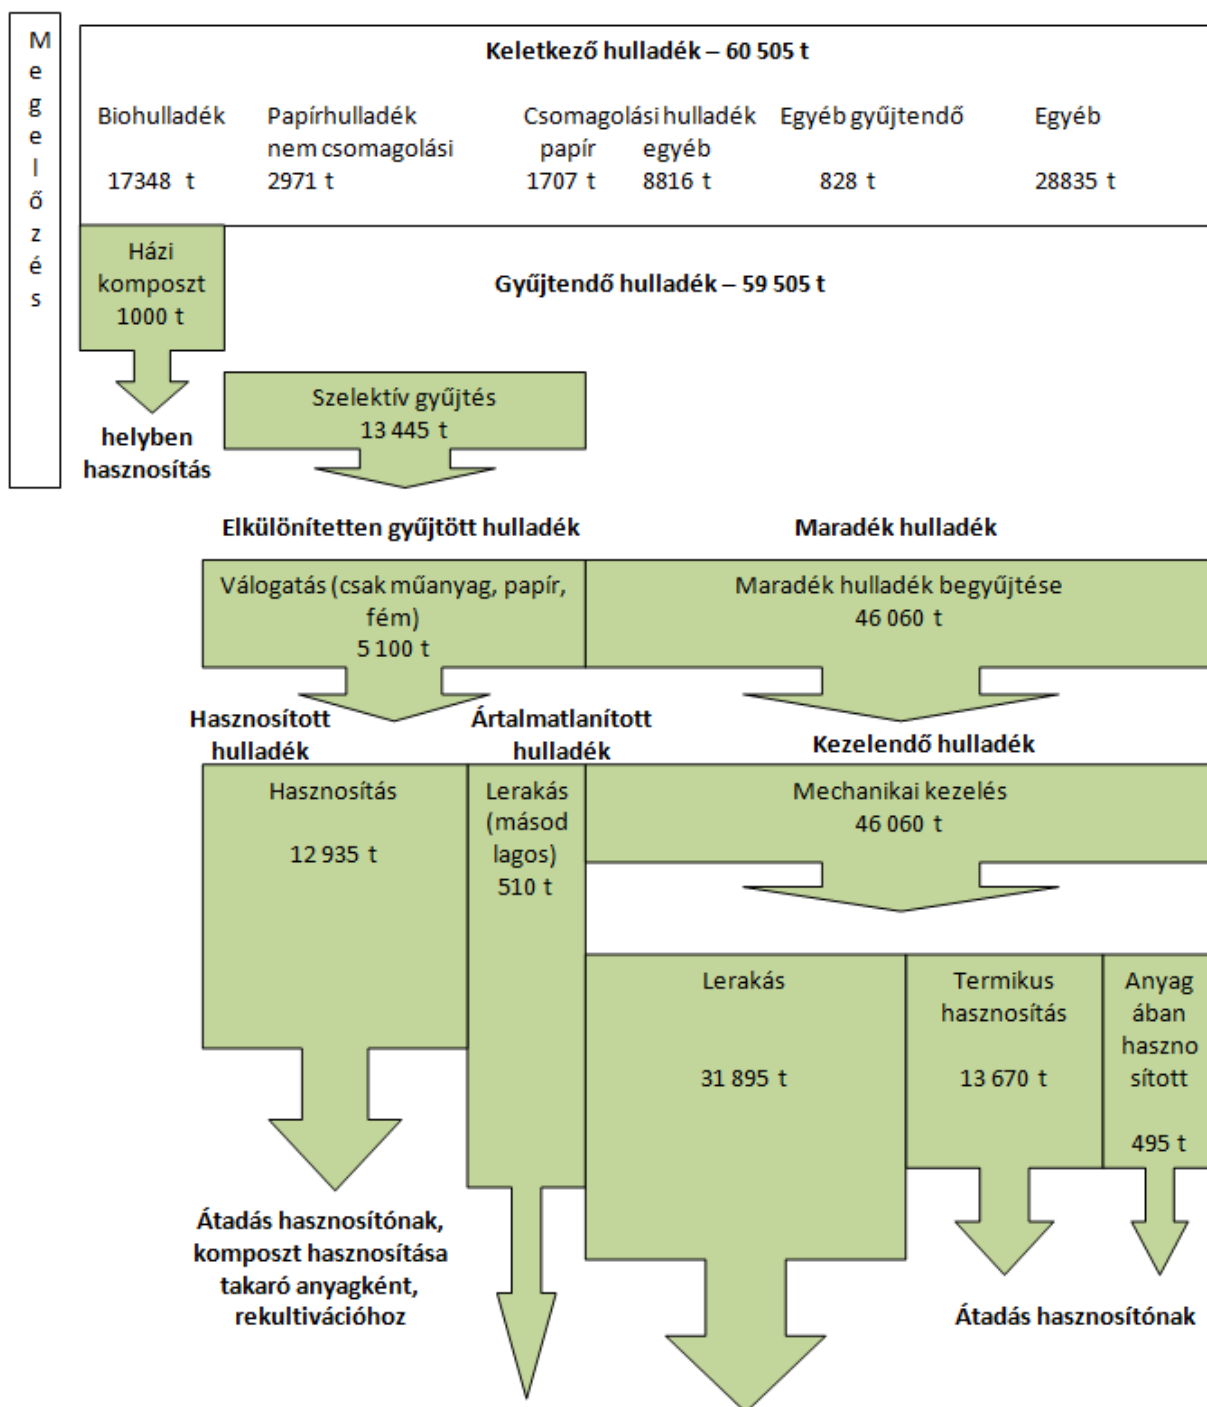 M
e
g
e
l
ő
z
é
s
Keletkező hulladék – 60 505 t
Biohulladék
17348 t
Papírhulladék
nem csomagolási
2971 t
Csomagolási hulladék
papír egyéb
1707 t 8816 t
Egyéb gyűjtendő
828 t
Egyéb
28835 t
Házi
komposzt
1000 t
Gyűjtendő hulladék – 59 505 t
helyben
hasznosítás
Szelektív gyűjtés
13 445 t
Elkülönítetten gyűjtött hulladék
Maradék hulladék
Válogatás (csak műanyag, papír,
fém)
5 100 t
Maradék hulladék begyűjtése
46 060 t
Hasznosított
hulladék
Ártalmatlanított
hulladék
Kezelendő hulladék
Hasznosítás
12 935 t
Lerakás
(másod
lagos)
510 t
Mechanikai kezelés
46 060 t
Lerakás
31 895 t
Termikus
hasznosítás
13 670 t
Anyag
ában
haszno
sított
495 t
Átadás hasznosítónak,
komposzt hasznosítása
takaró anyagként,
rekultivációhoz
Átadás hasznosítónak